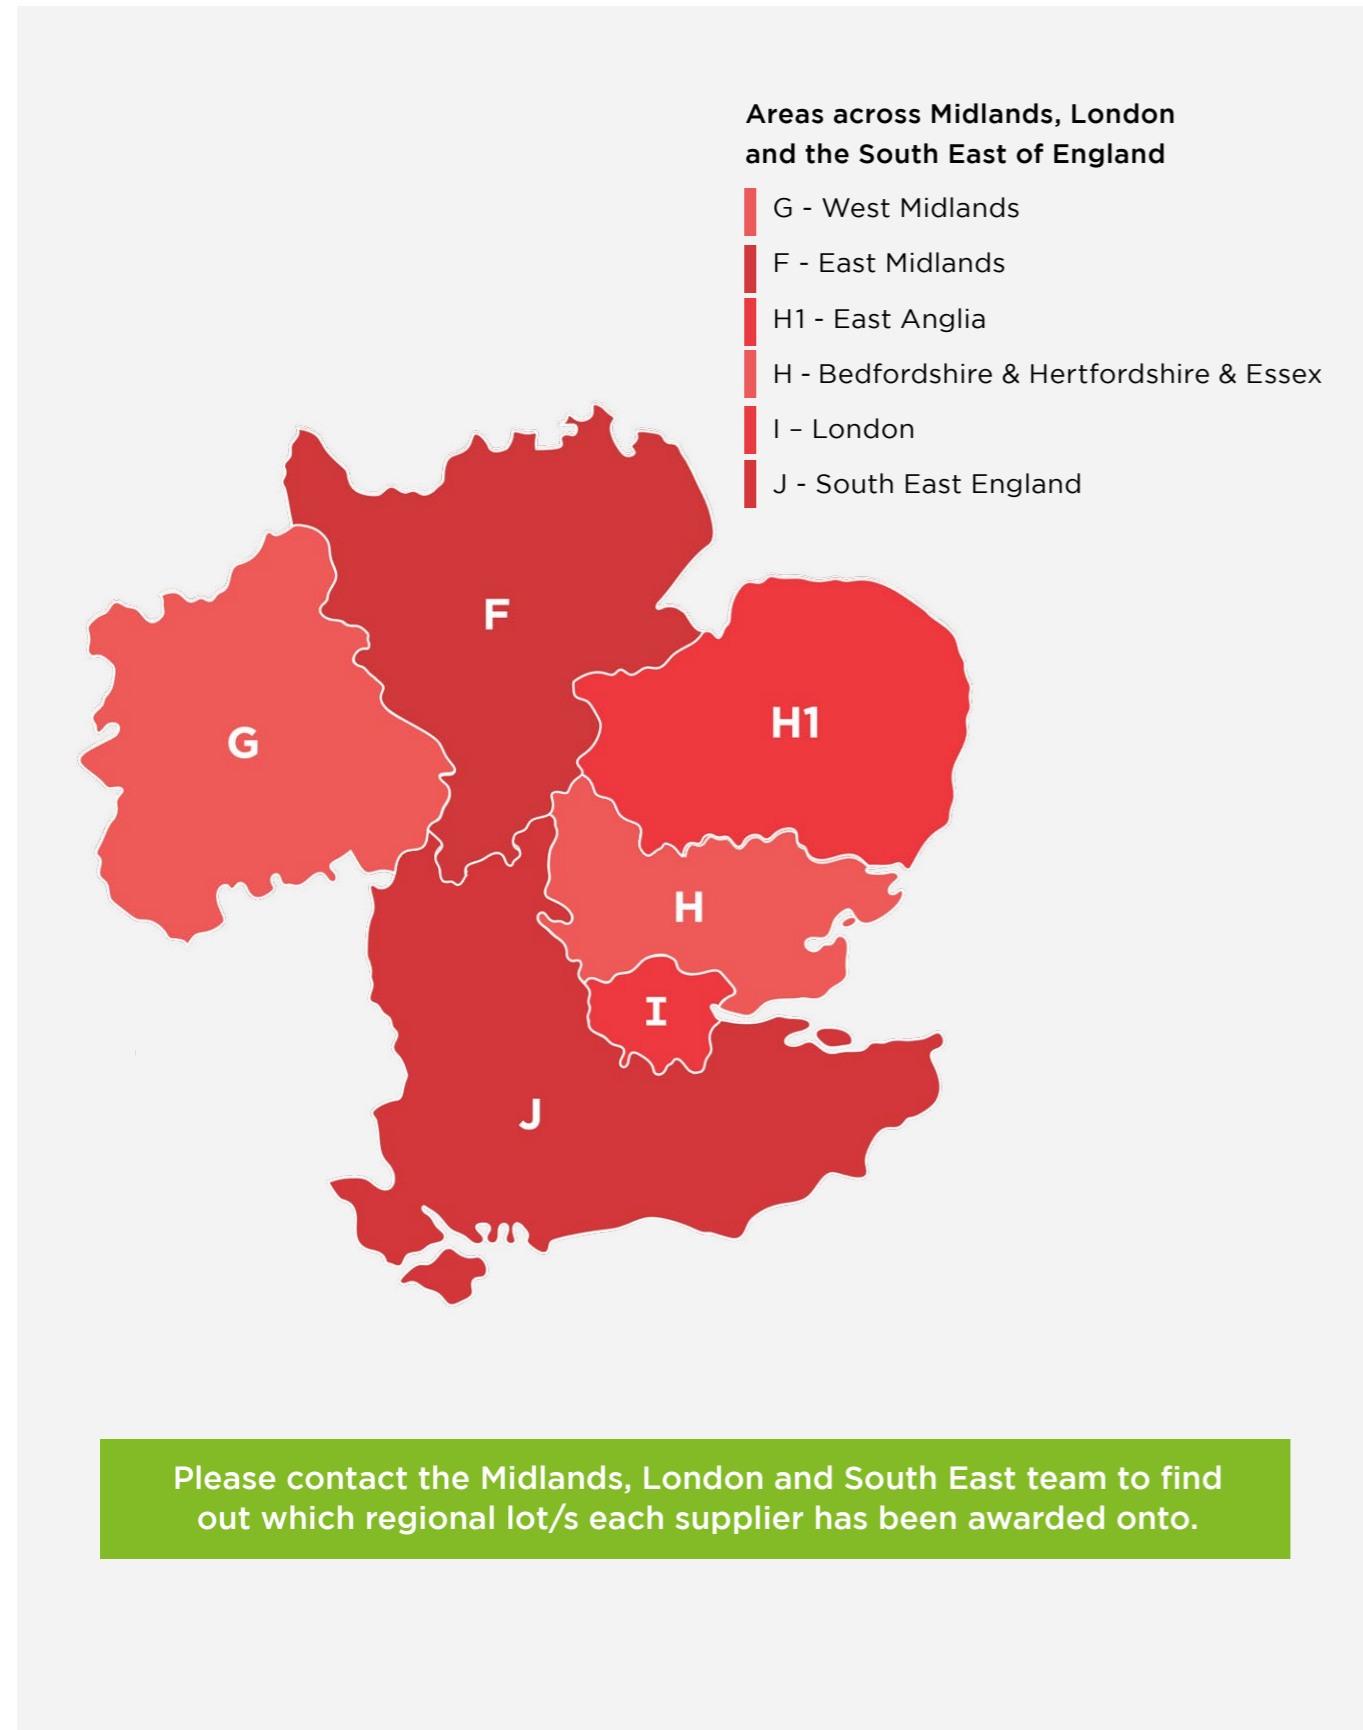 Areas across Midlands, London
and the South East of England
G - West Midlands
F - East Midlands
H1 - East Anglia
H - Bedfordshire & Hertfordshire & Essex
I – London
J - South East England
F
H1
G
H
I
J
Please contact the Midlands, London and South East team to find
out which regional lot/s each supplier has been awarded onto.